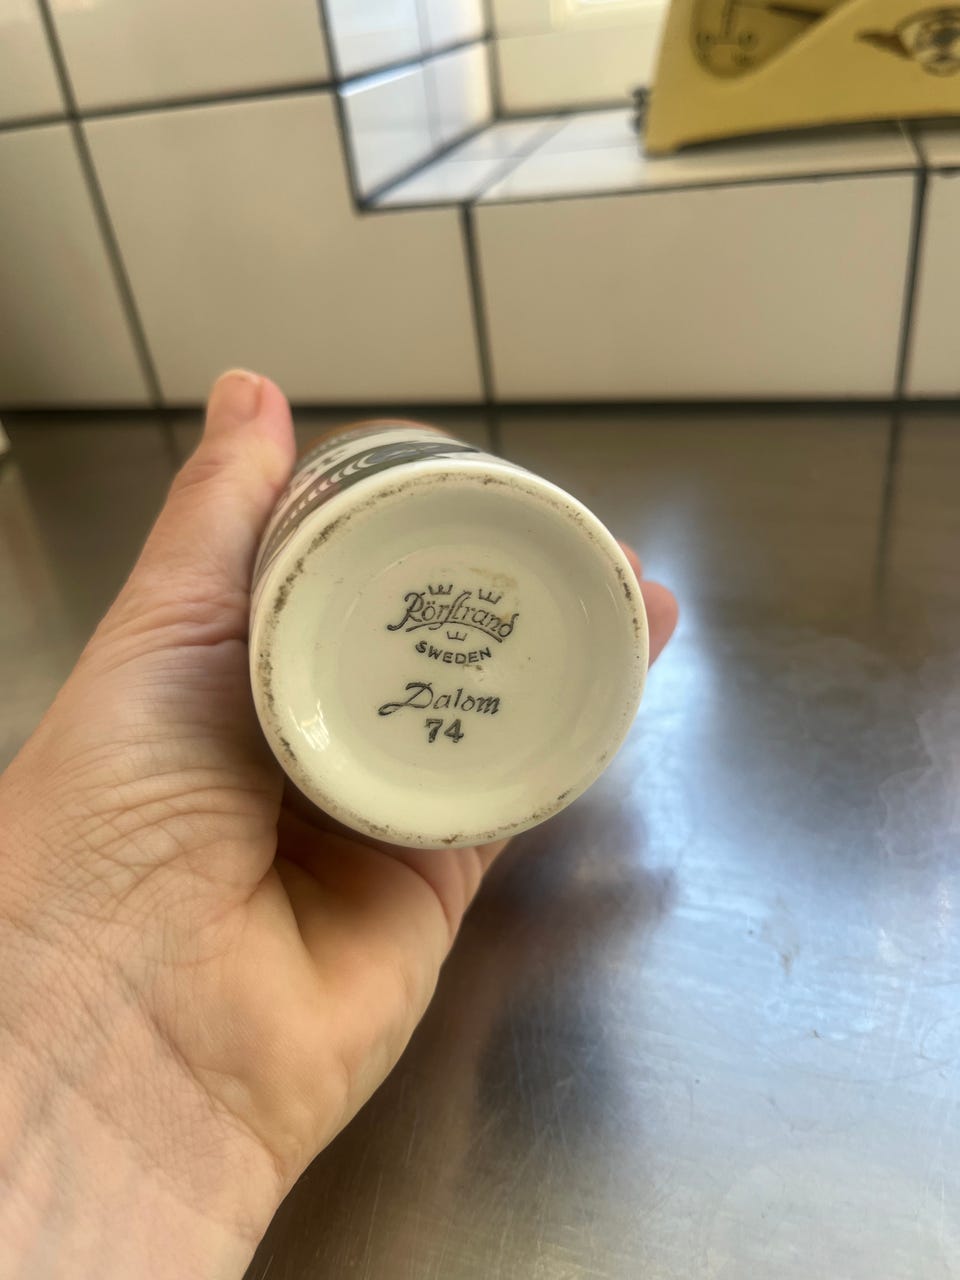 Rörstrand
SWEDEN
Dalom
74